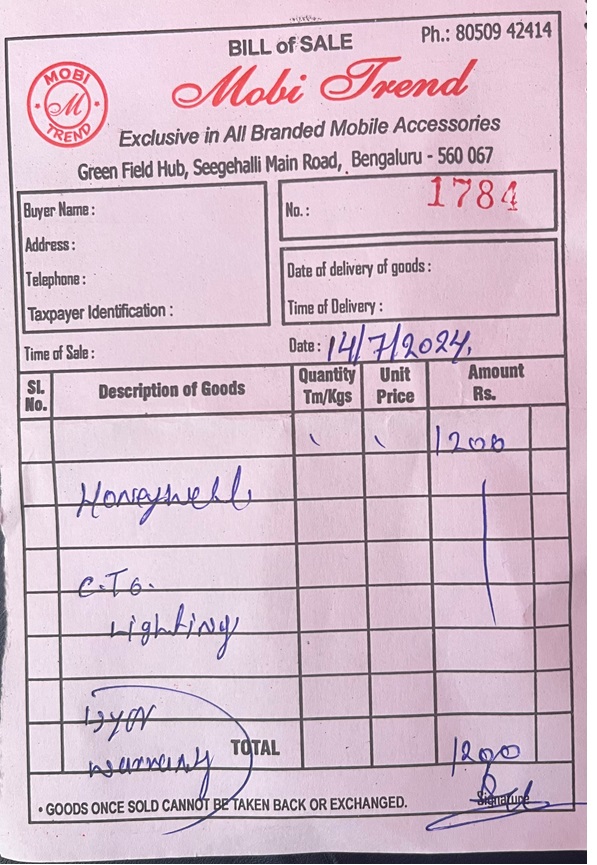 BILL of SALE
Ph.: 80509 42414
MOBI
M
TREND
Mobi Trend
Exclusive in All Branded Mobile Accessories
Green Field Hub, Seegehalli Main Road, Bengaluru - 560 067
Buyer Name :
Address :
Telephone :
Taxpayer Identification :
No. : 1784
Date of delivery of goods :
Time of Delivery :
Time of Sale :
Date : 14/7/2024.
Sl. No. Description of Goods Quantity Tm/Kgs Unit Price Amount Rs.
1200
Honeywell
C.T6.
Lighting
1 yer
warranty
TOTAL 1200
• GOODS ONCE SOLD CANNOT BE TAKEN BACK OR EXCHANGED.
Signature